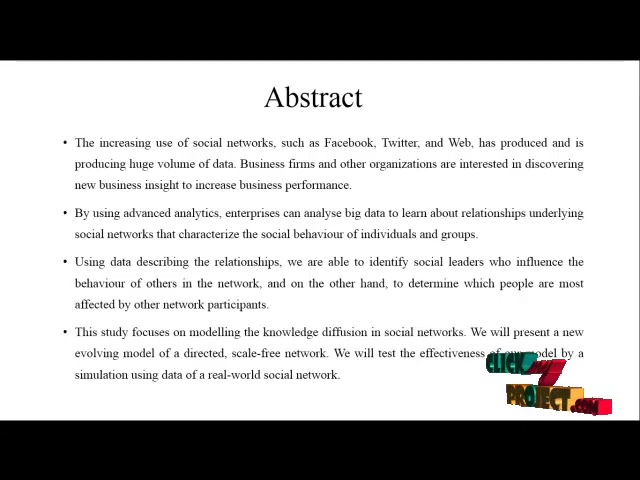 Abstract
• The increasing use of social networks, such as Facebook, Twitter, and Web, has produced and is
producing huge volume of data. Business firms and other organizations are interested in discovering
new business insight to increase business performance.
• By using advanced analytics, enterprises can analyse big data to learn about relationships underlying
social networks that characterize the social behaviour of individuals and groups.
• Using data describing the relationships, we are able to identify social leaders who influence the
behaviour of others in the network, and on the other hand, to determine which people are most
affected by other network participants.
• This study focuses on modelling the knowledge diffusion in social networks. We will present a new
evolving model of a directed, scale-free network. We will test the effectiveness of our model by a
simulation using data of a real-world social network.
CLICK MY
PROJECT.COM